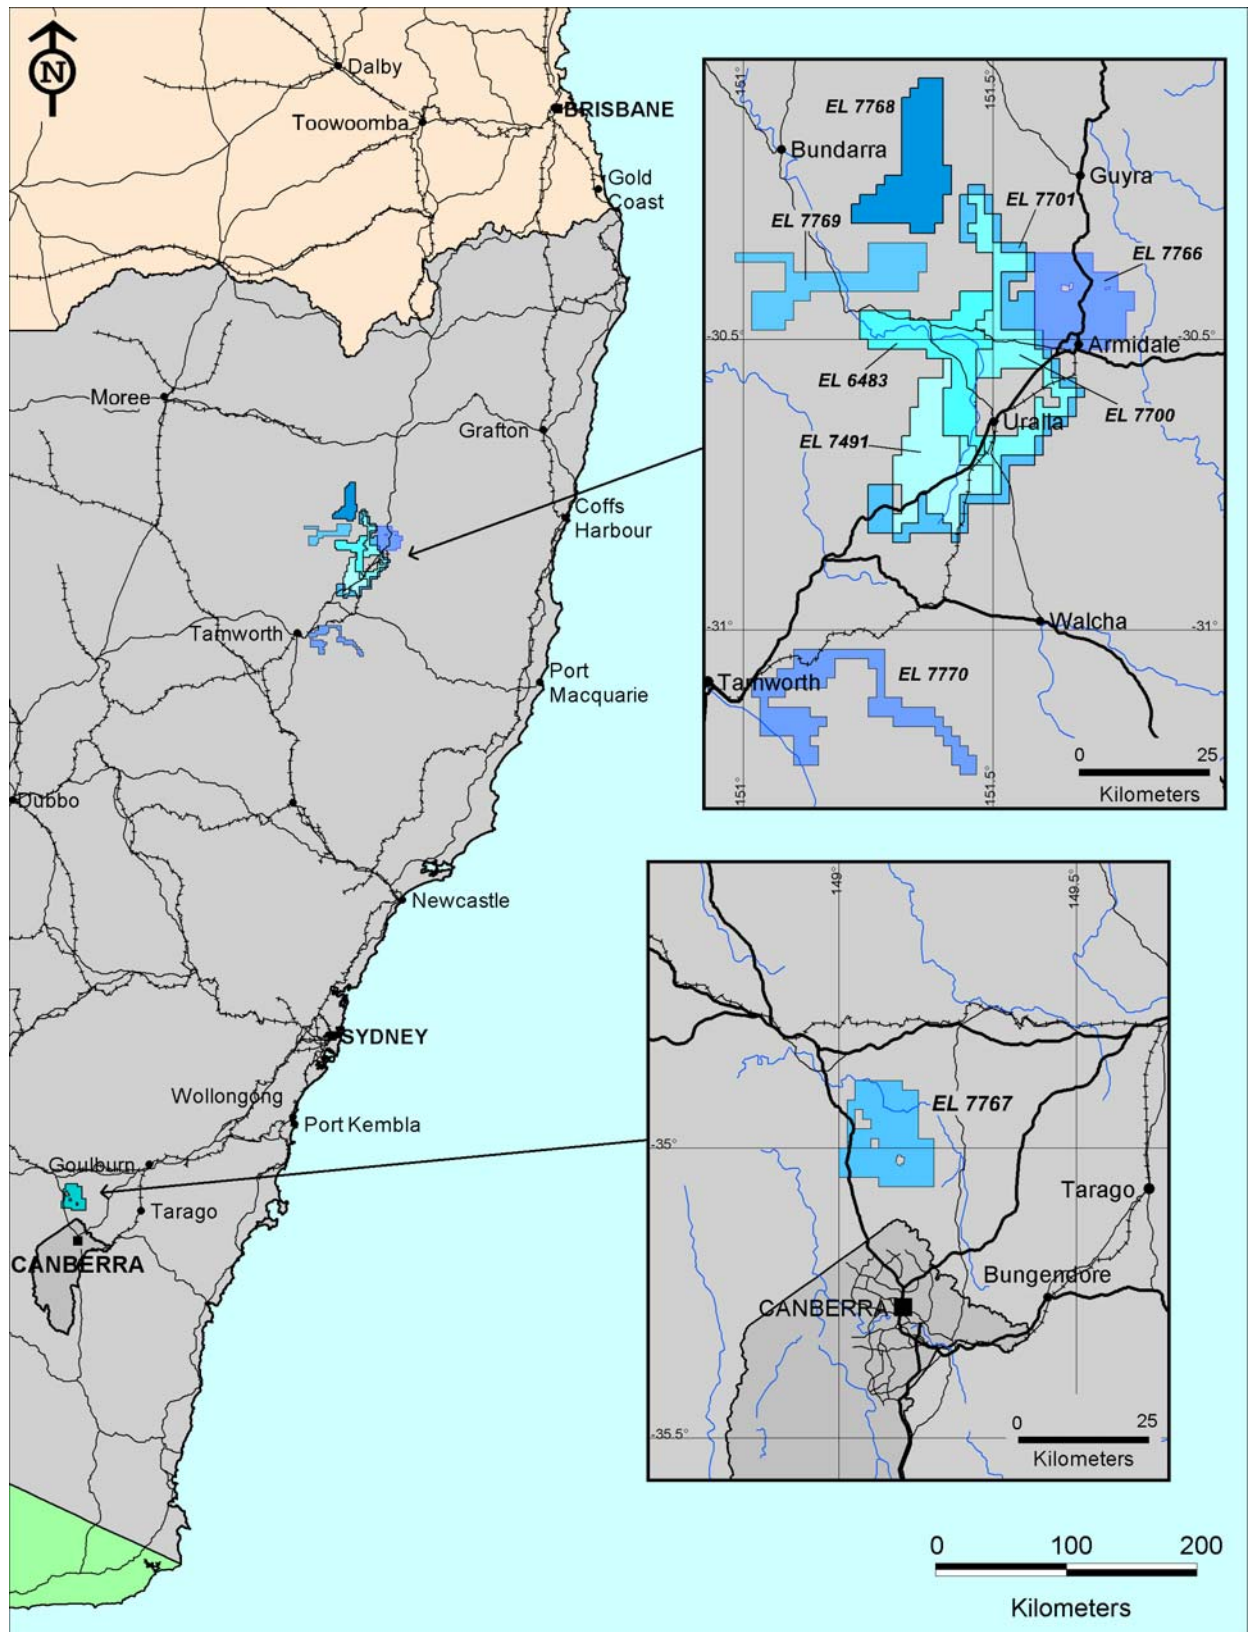 N
Dalby
Toowoomba
BRISBANE
Gold
Coast
Moree
Grafton
Coffs
Harbour
Tamworth
Port
Macquarie
Dubbo
Newcastle
SYDNEY
Wollongong
Port Kembla
Goulburn
Tarago
CANBERRA
151°
151.5°
EL 7768
Bundarra
Guyra
EL 7701
EL 7769
EL 7766
-30.5°
-30.5°
Armidale
EL 6483
EL 7700
Uralla
EL 7491
-31°
-31°
Walcha
EL 7770
Tamworth
0 25
Kilometers
151°
151.5°
149°
149.5°
EL 7767
-35°
Tarago
Bungendore
CANBERRA
0 25
Kilometers
-35.5°
0 100 200
Kilometers